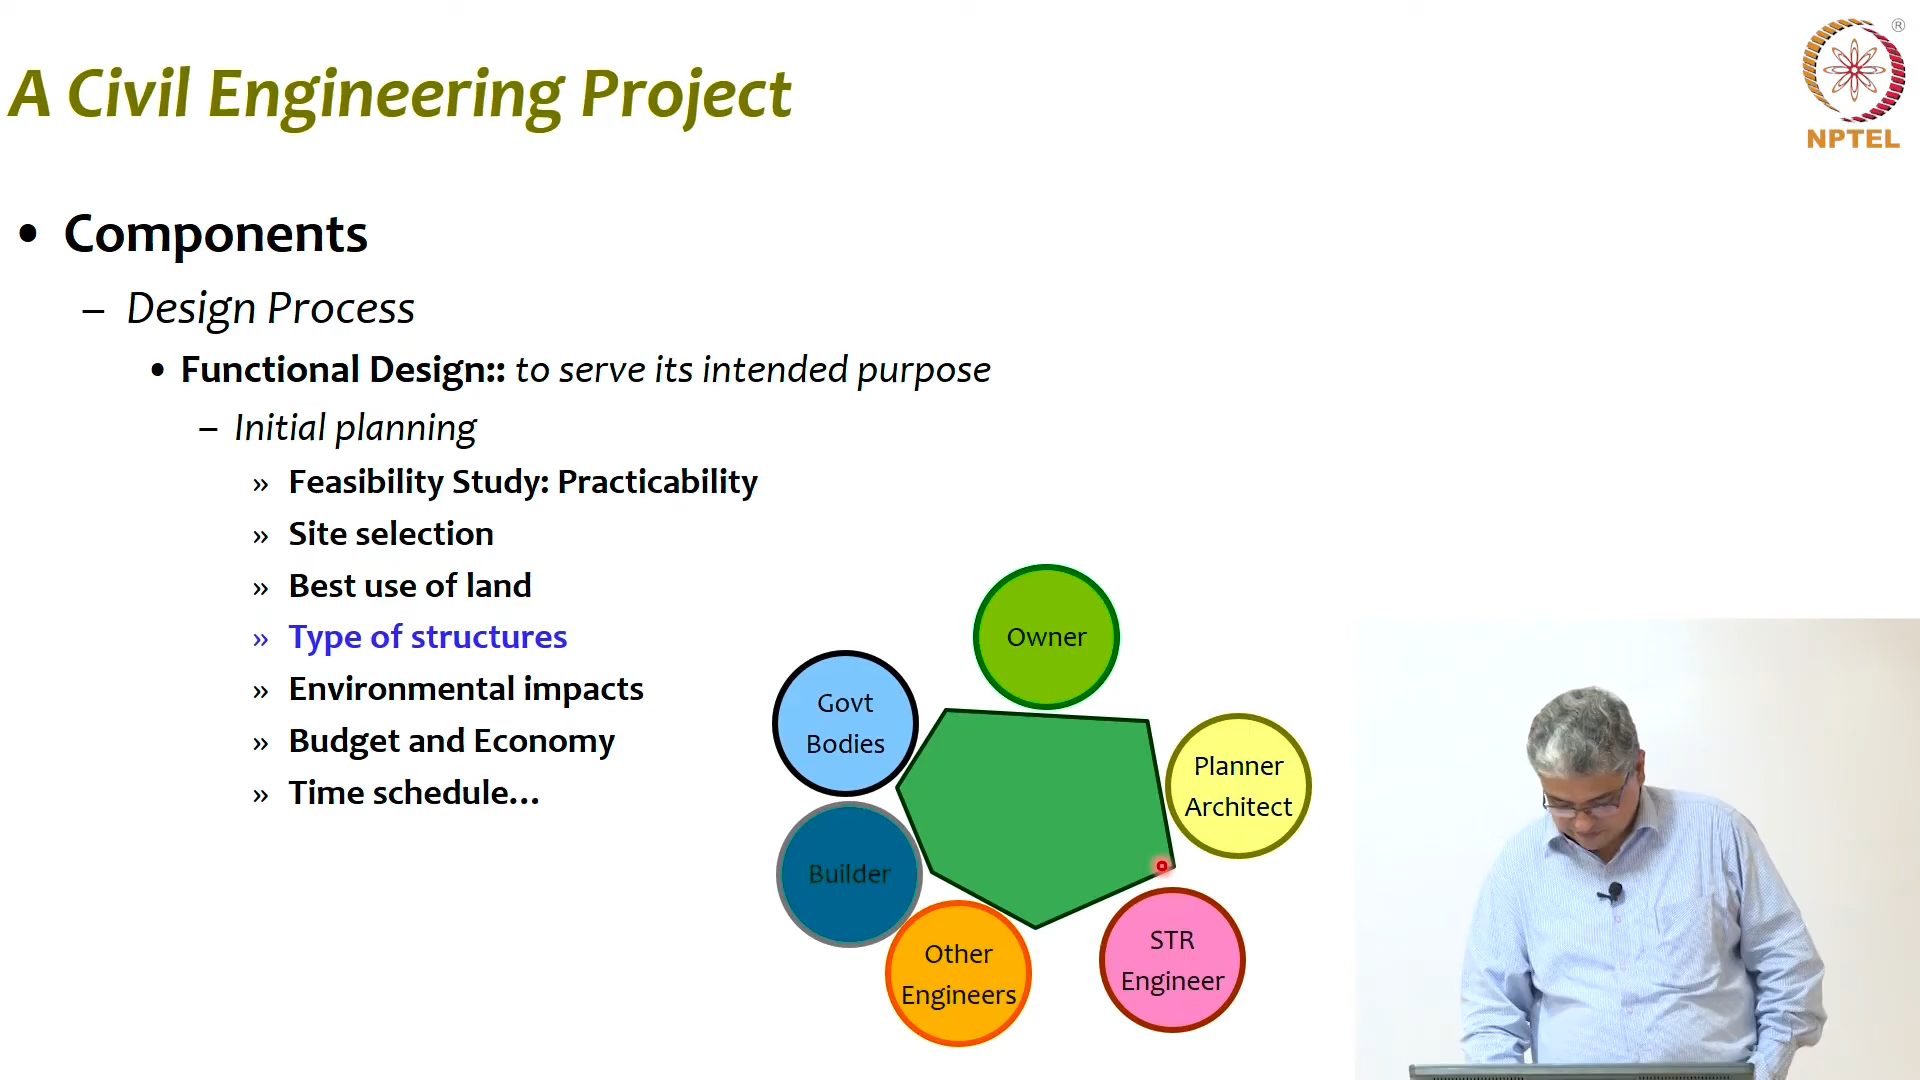 A Civil Engineering Project
®
NPTEL
• Components
– Design Process
• Functional Design:: to serve its intended purpose
– Initial planning
» Feasibility Study: Practicability
» Site selection
» Best use of land
» Type of structures
» Environmental impacts
» Budget and Economy
» Time schedule...
Owner
Govt
Bodies
Planner
Architect
Builder
STR
Engineer
Other
Engineers